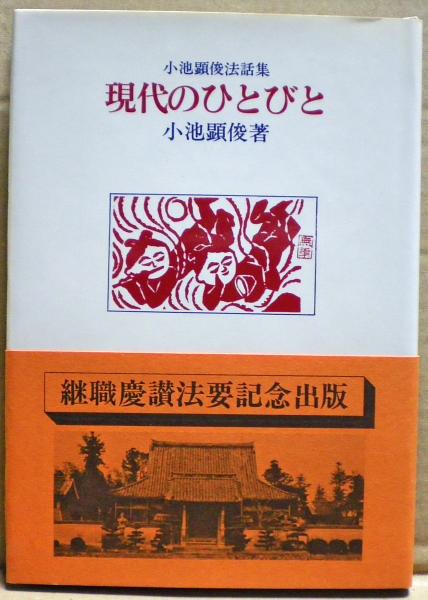 小池顕俊法話集
現代のひとびと
小池顕俊著
継職慶讃法要記念出版